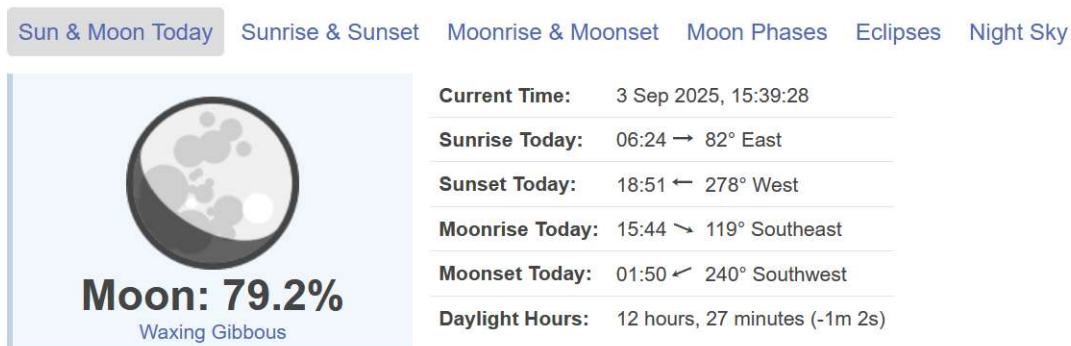 Sun & Moon Today Sunrise & Sunset Moonrise & Moonset Moon Phases Eclipses Night Sky
Moon: 79.2%
Waxing Gibbous
Current Time: 3 Sep 2025, 15:39:28
Sunrise Today: 06:24 → 82° East
Sunset Today: 18:51 ← 278° West
Moonrise Today: 15:44 ↘ 119° Southeast
Moonset Today: 01:50 ↙ 240° Southwest
Daylight Hours: 12 hours, 27 minutes (-1m 2s)